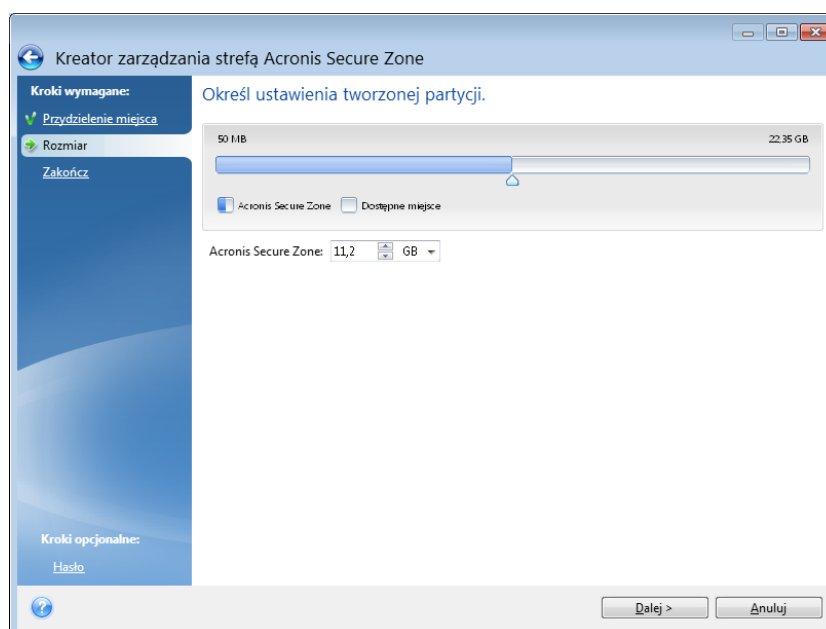 Kreator zarządzania strefą Acronis Secure Zone
Kroki wymagane:
Przydzielenie miejsca
Rozmiar
Zakończ
Określ ustawienia tworzonej partycji.
50 MB 22,35 GB
Acronis Secure Zone Dostępne miejsce
Acronis Secure Zone: 11,2 GB
Kroki opcjonalne:
Hasło
Dalej > Anuluj